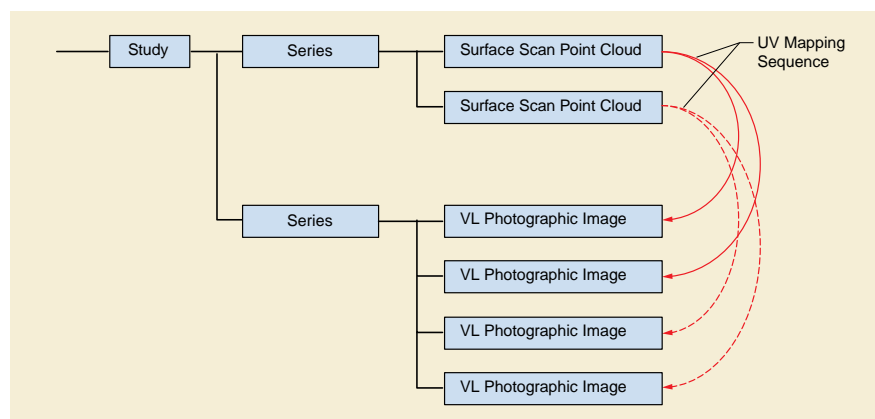 Study
Series
Surface Scan Point Cloud
UV Mapping
Sequence
Surface Scan Point Cloud
Series
VL Photographic Image
VL Photographic Image
VL Photographic Image
VL Photographic Image